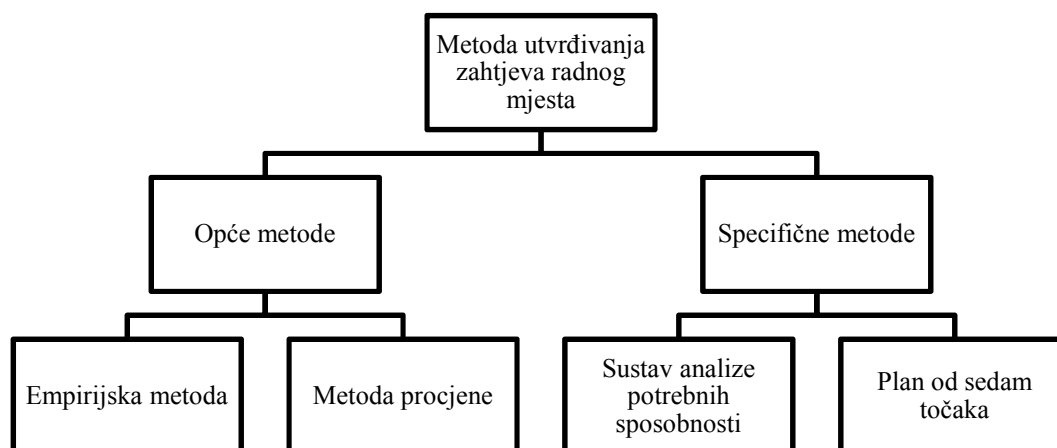 Metoda utvrđivanja
zahtjeva radnog
mjesta
Opće metode
Specifične metode
Empirijska metoda
Metoda procjene
Sustav analize
potrebnih
sposobnosti
Plan od sedam
točaka